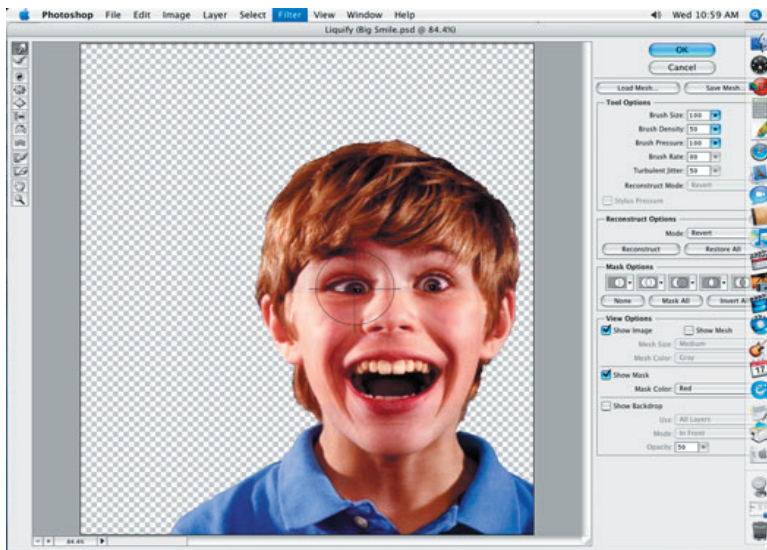 Photoshop File Edit Image Layer Select Filter View Window Help Wed 10:59 AM
Liquify (Big Smile.psd @ 84.4%)
OK
Cancel
Load Mesh... Save Mesh...
Tool Options
Brush Size: 100
Brush Density: 50
Brush Pressure: 100
Brush Rate: 80
Turbulent Jitter: 50
Reconstruct Mode: Revert
Stylus Pressure
Reconstruct Options
Mode: Revert
Reconstruct Restore All
Mask Options
None Mask All Invert Al
View Options
Show Image Show Mesh
Mesh Size: Medium
Mesh Color: Gray
Show Mask
Mask Color: Red
Show Backdrop
Use: All Layers
Mode: In Front
Opacity: 50
84.4%
17